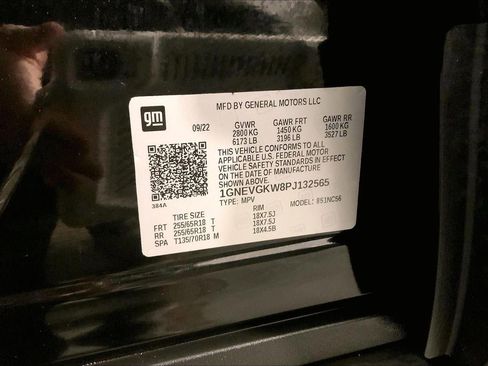 gm
MFD BY GENERAL MOTORS LLC
09/22 GVWR GAWR FRT GAWR RR
2800 KG 1450 KG 1600 KG
6173 LB 3196 LB 3527 LB
THIS VEHICLE CONFORMS TO ALL
APPLICABLE U.S. FEDERAL MOTOR
VEHICLE SAFETY STANDARDS IN EFFECT
ON THE DATE OF MANUFACTURE
SHOWN ABOVE.
1GNEVGKW8PJ132565
384A TYPE: MPV MODEL: 851NC56
TIRE SIZE RIM
FRT 255/65R18 T 18X7.5J
RR 255/65R18 T 18X7.5J
SPA T135/70R18 M 18X4.5B